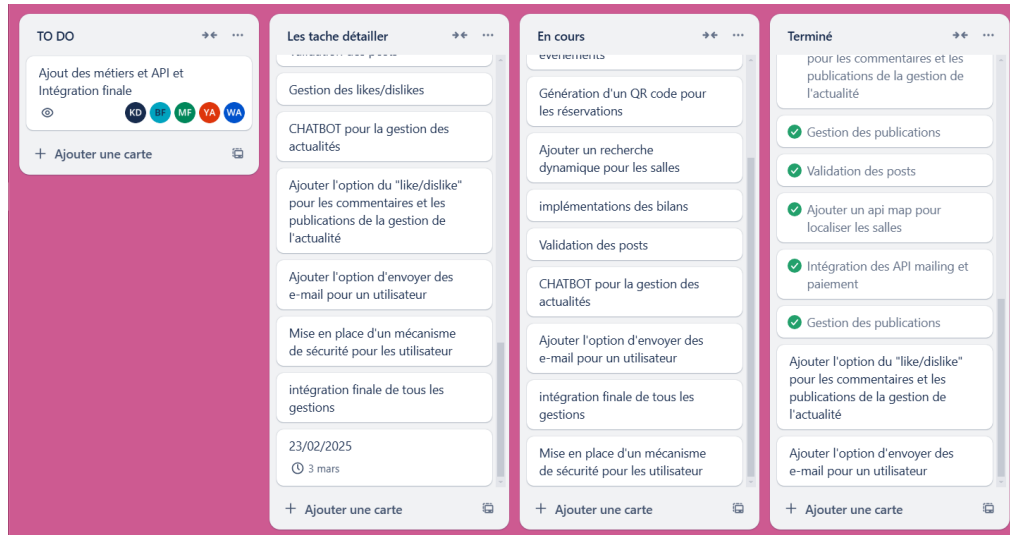 TO DO
Ajout des métiers et API et
Intégration finale
KD BF MF YA WA
+ Ajouter une carte
Les tache détailler
Validation des posts
Gestion des likes/dislikes
CHATBOT pour la gestion des
actualités
Ajouter l'option du "like/dislike"
pour les commentaires et les
publications de la gestion de
l'actualité
Ajouter l'option d'envoyer des
e-mail pour un utilisateur
Mise en place d'un mécanisme
de sécurité pour les utilisateur
intégration finale de tous les
gestions
23/02/2025
3 mars
+ Ajouter une carte
En cours
évènements
Génération d'un QR code pour
les réservations
Ajouter un recherche
dynamique pour les salles
implémentations des bilans
Validation des posts
CHATBOT pour la gestion des
actualités
Ajouter l'option d'envoyer des
e-mail pour un utilisateur
intégration finale de tous les
gestions
Mise en place d'un mécanisme
de sécurité pour les utilisateur
+ Ajouter une carte
Terminé
pour les commentaires et les
publications de la gestion de
l'actualité
Gestion des publications
Validation des posts
Ajouter un api map pour
localiser les salles
Intégration des API mailing et
paiement
Gestion des publications
Ajouter l'option du "like/dislike"
pour les commentaires et les
publications de la gestion de
l'actualité
Ajouter l'option d'envoyer des
e-mail pour un utilisateur
+ Ajouter une carte